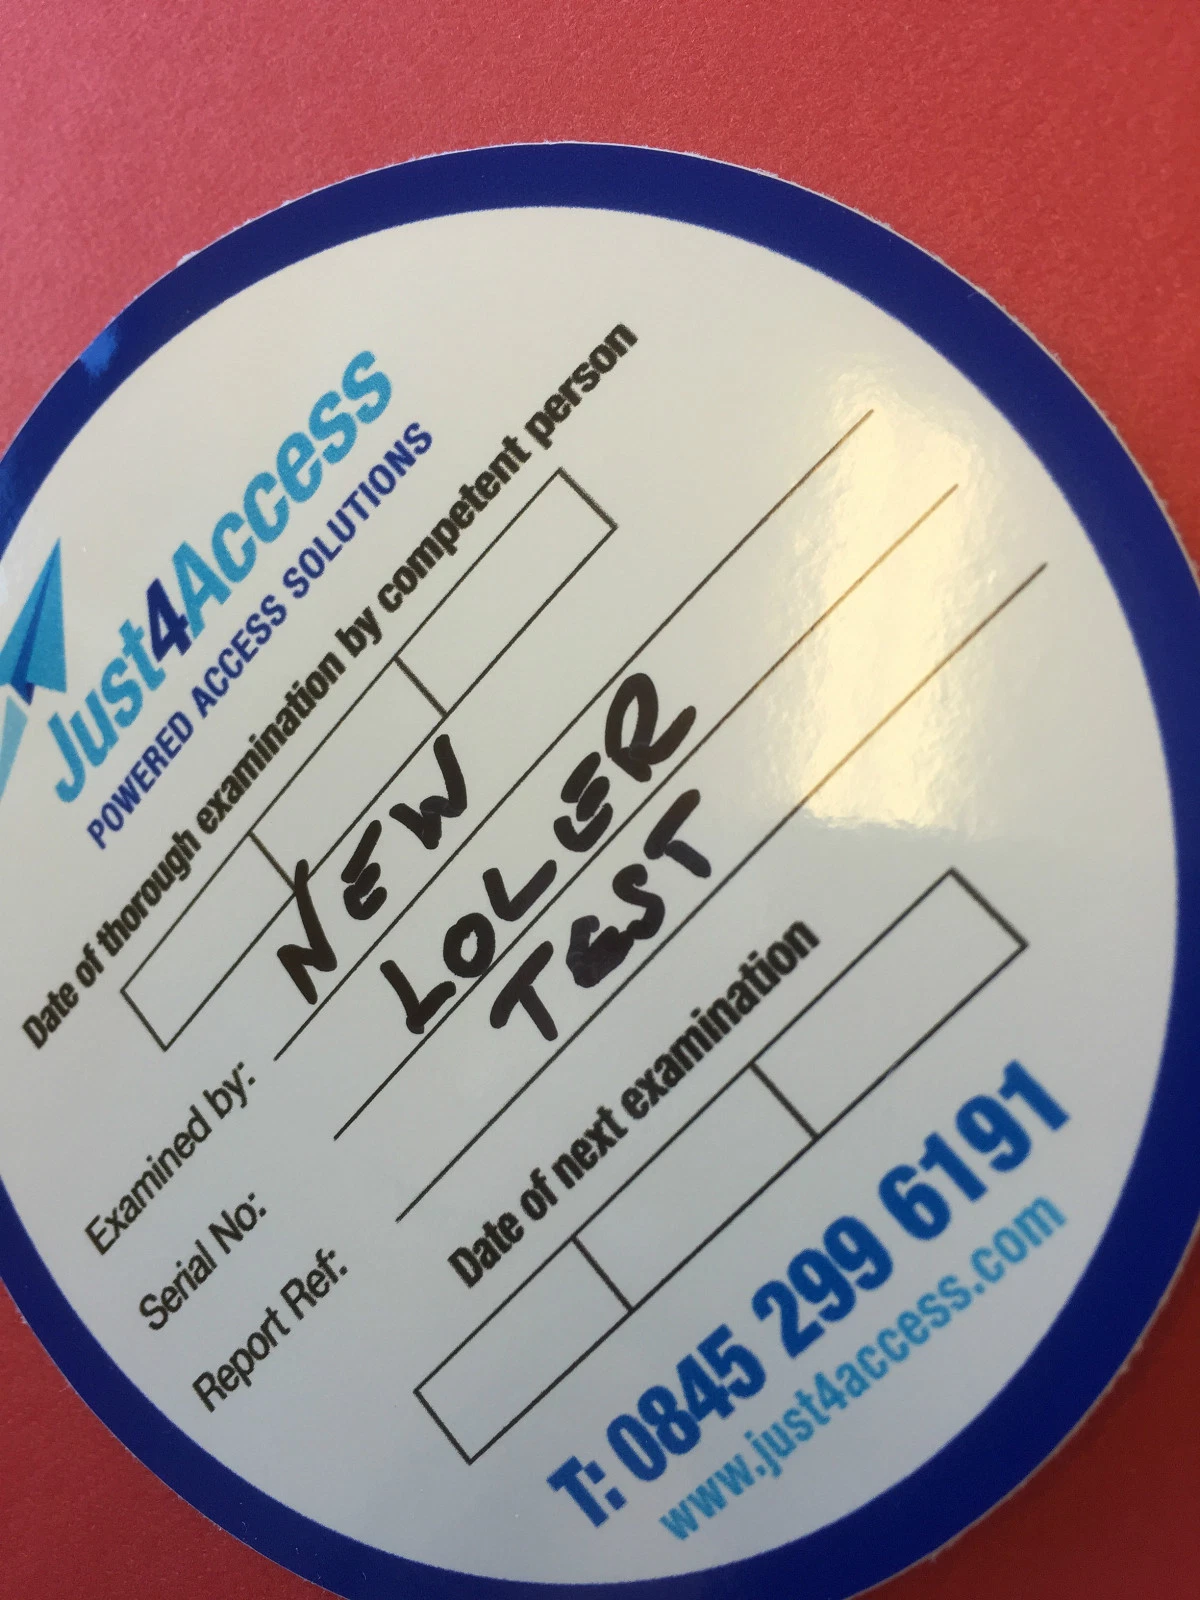 Just4Access
POWERED ACCESS SOLUTIONS
Date of thorough examination by competent person
Examined by:
NEW
Serial No:
LOLER
Report Ref:
TEST
Date of next examination
T: 0845 299 6191
www.just4access.com